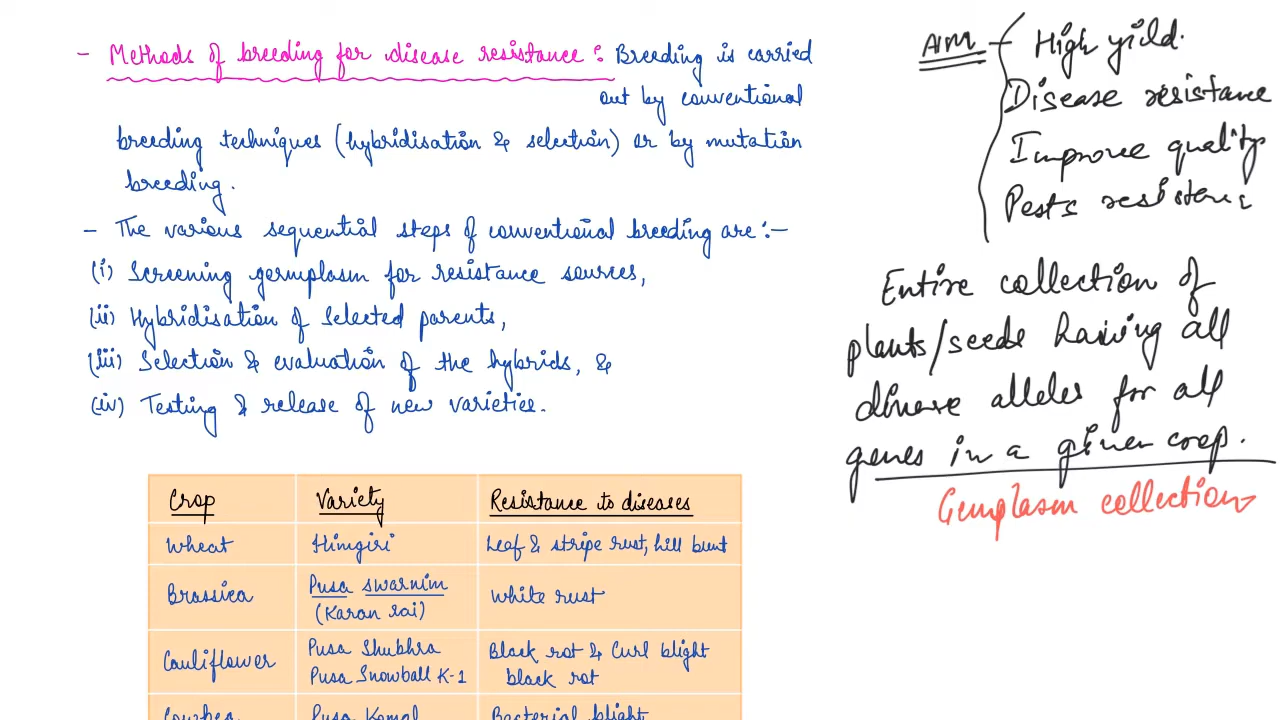 - Methods of breeding for disease resistance: Breeding is carried
out by conventional
breeding techniques (hybridisation & selection) or by mutation
breeding.
- The various sequential steps of conventional breeding are:-
(i) Screening germplasm for resistance sources,
(ii) Hybridisation of selected parents,
(iii) Selection & evaluation of the hybrids, &
(iv) Testing & release of new varieties.
Crop Variety Resistance to diseases
Wheat Himgiri Leaf & stripe rust, hill bunt
Brassica Pusa swarnim White rust
(Karan rai)
Cauliflower Pusa Shubhra Black rot & Curl blight
Pusa Snowball K-1 black rot
Cowpea Pusa Komal Bacterial blight
AIM - High yield.
Disease resistance
Improve quality
Pests
Entire collection of
plants/seeds having all
diverse alleles for all
genes in a given crop.
Germplasm collection